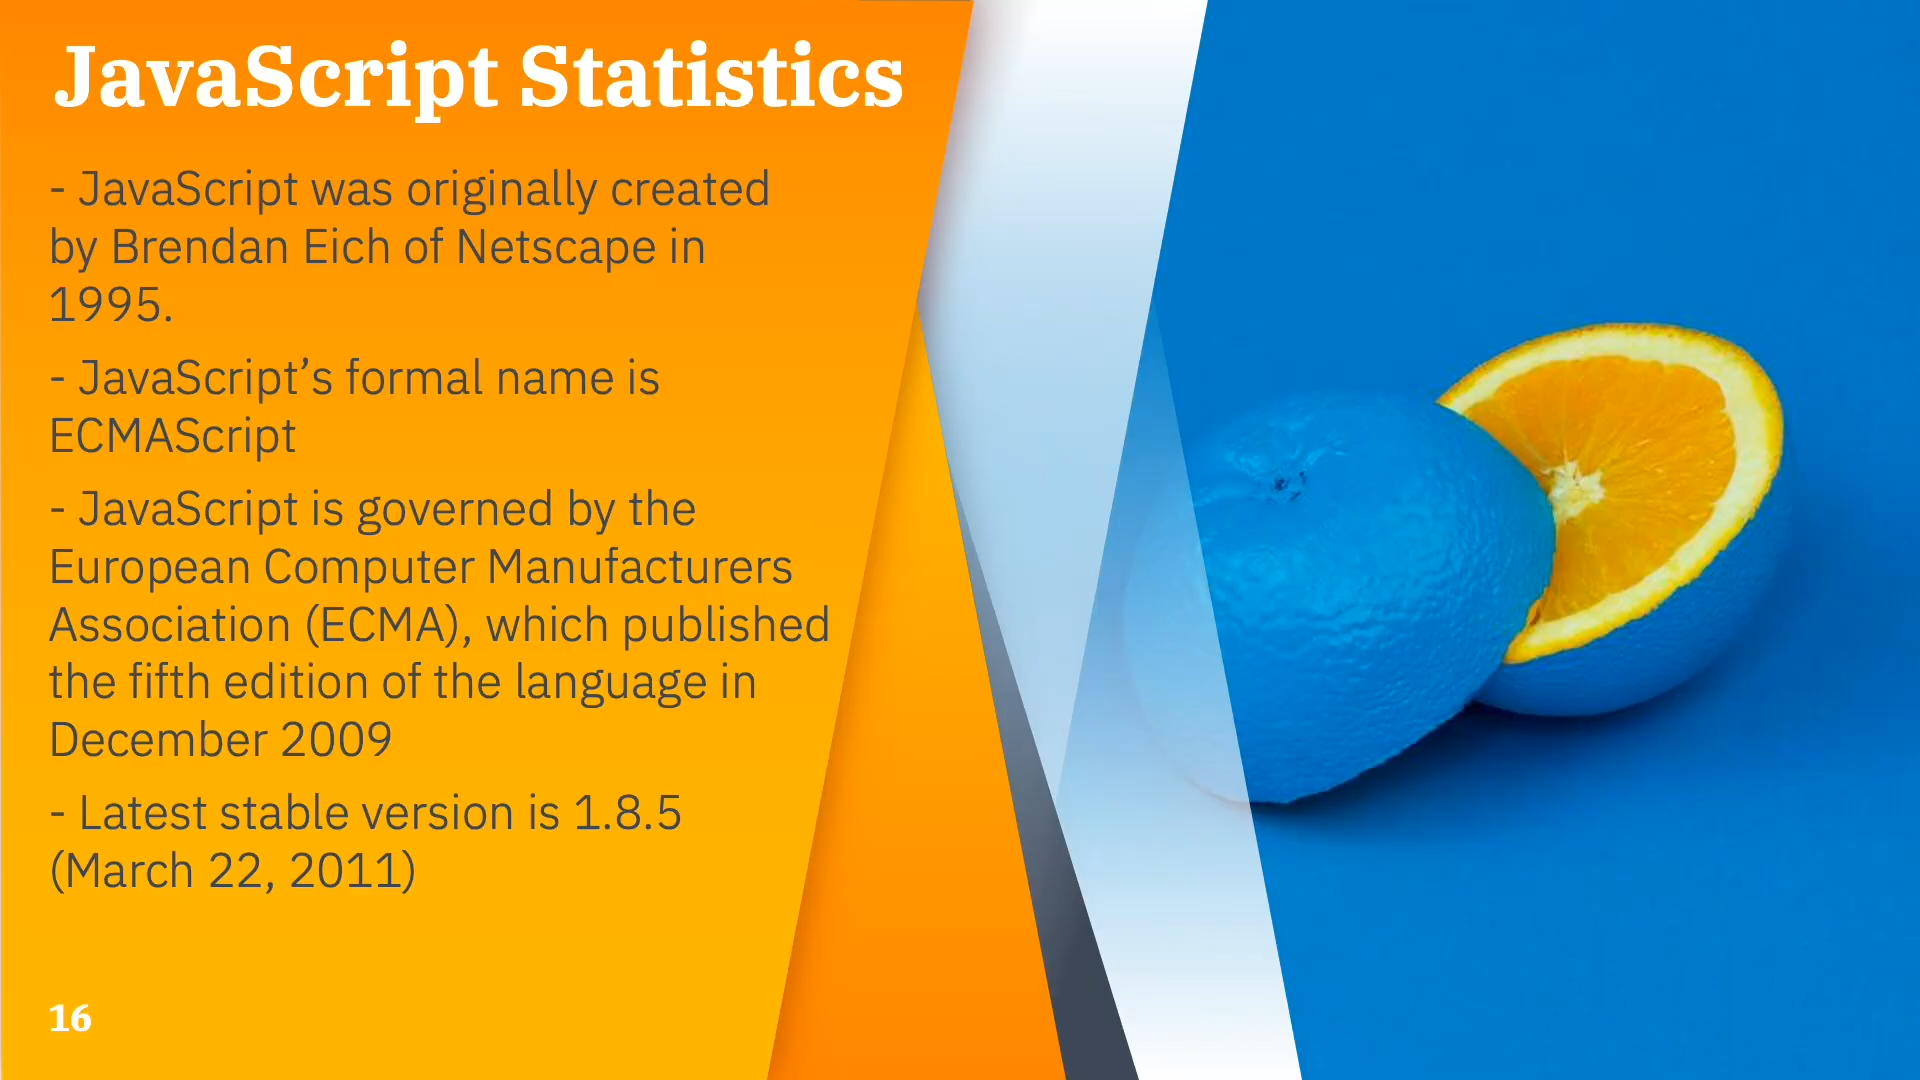 JavaScript Statistics
- JavaScript was originally created
by Brendan Eich of Netscape in
1995.
- JavaScript’s formal name is
ECMAScript
- JavaScript is governed by the
European Computer Manufacturers
Association (ECMA), which published
the fifth edition of the language in
December 2009
- Latest stable version is 1.8.5
(March 22, 2011)
16